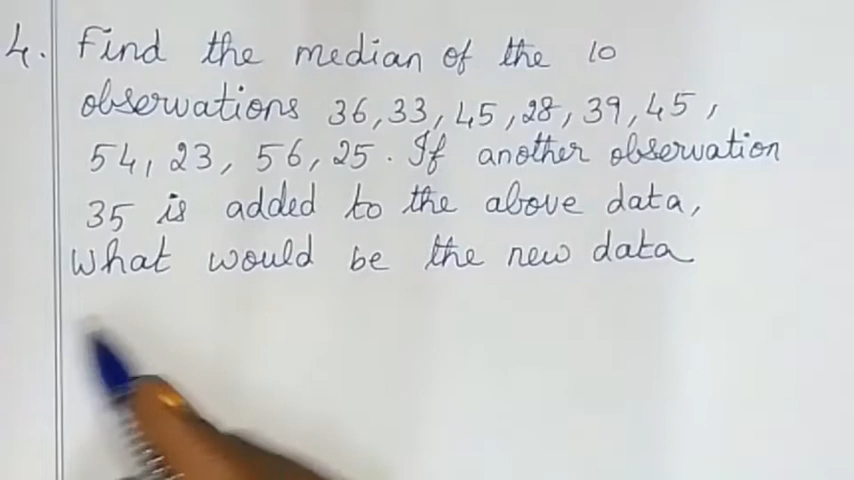 4. Find the median of the 10
observations 36, 33, 45, 28, 39, 45,
54, 23, 56, 25. If another observation
35 is added to the above data,
What would be the new data